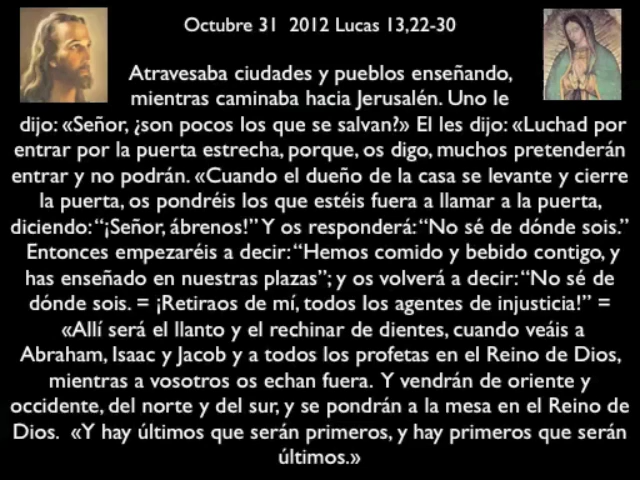 Octubre 31  2012 Lucas 13,22-30
Atravesaba ciudades y pueblos enseñando,
mientras caminaba hacia Jerusalén. Uno le
dijo: «Señor, ¿son pocos los que se salvan?» El les dijo: «Luchad por
entrar por la puerta estrecha, porque, os digo, muchos pretenderán
entrar y no podrán. «Cuando el dueño de la casa se levante y cierre
la puerta, os pondréis los que estéis fuera a llamar a la puerta,
diciendo: “¡Señor, ábrenos!” Y os responderá: “No sé de dónde sois.”
Entonces empezaréis a decir: “Hemos comido y bebido contigo, y
has enseñado en nuestras plazas”; y os volverá a decir: “No sé de
dónde sois. = ¡Retiraos de mí, todos los agentes de injusticia!” =
«Allí será el llanto y el rechinar de dientes, cuando veáis a
Abraham, Isaac y Jacob y a todos los profetas en el Reino de Dios,
mientras a vosotros os echan fuera.  Y vendrán de oriente y
occidente, del norte y del sur, y se pondrán a la mesa en el Reino de
Dios.  «Y hay últimos que serán primeros, y hay primeros que serán
últimos.»